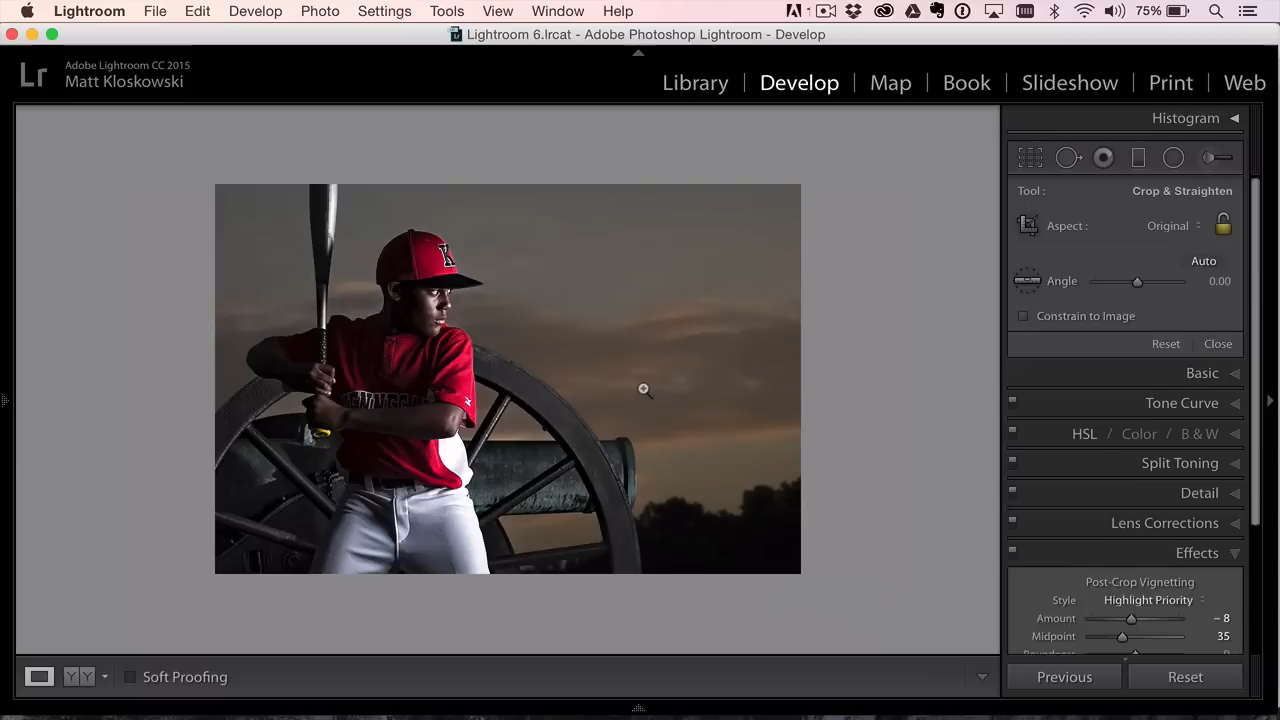 Lightroom File Edit Develop Photo Settings Tools View Window Help 75%
Lightroom 6.lrcat - Adobe Photoshop Lightroom - Develop
Lr
Adobe Lightroom CC 2015
Matt Kloskowski
Library | Develop | Map | Book | Slideshow | Print | Web
Histogram
Tool : Crop & Straighten
Aspect : Original
Auto
Angle 0.00
Constrain to Image
Reset Close
Basic
Tone Curve
HSL / Color / B & W
Split Toning
Detail
Lens Corrections
Effects
Post-Crop Vignetting
Style Highlight Priority
Amount – 8
Midpoint 35
K
Y Y
Soft Proofing
Previous Reset